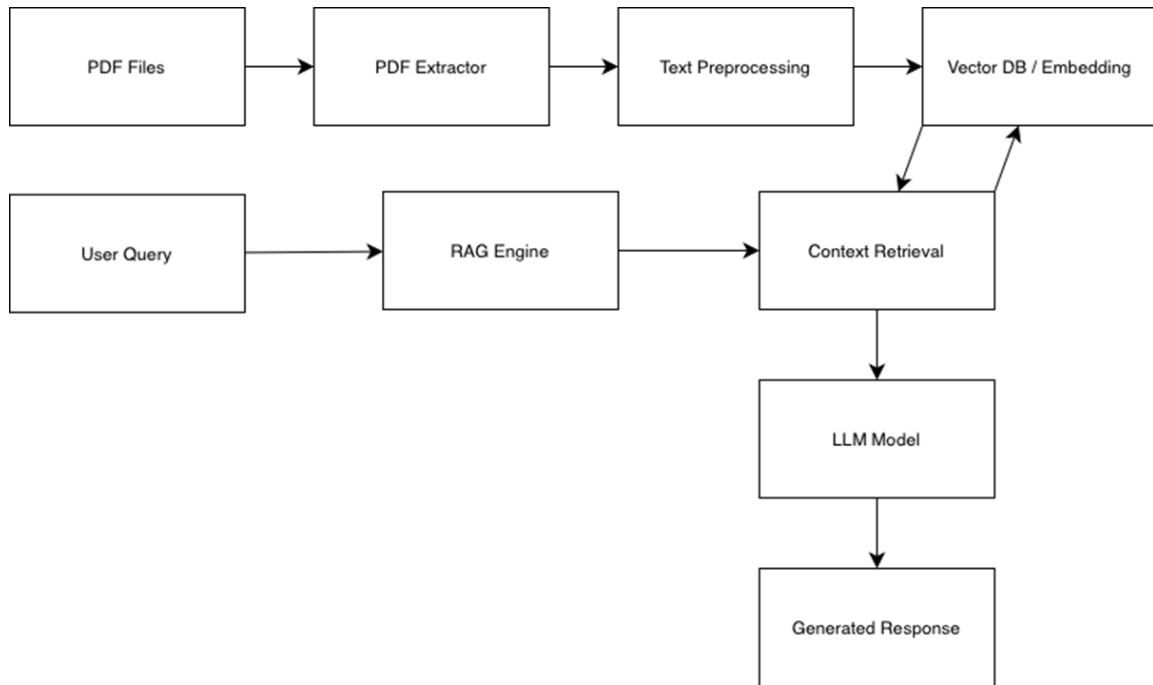 PDF Files
PDF Extractor
Text Preprocessing
Vector DB / Embedding
User Query
RAG Engine
Context Retrieval
LLM Model
Generated Response